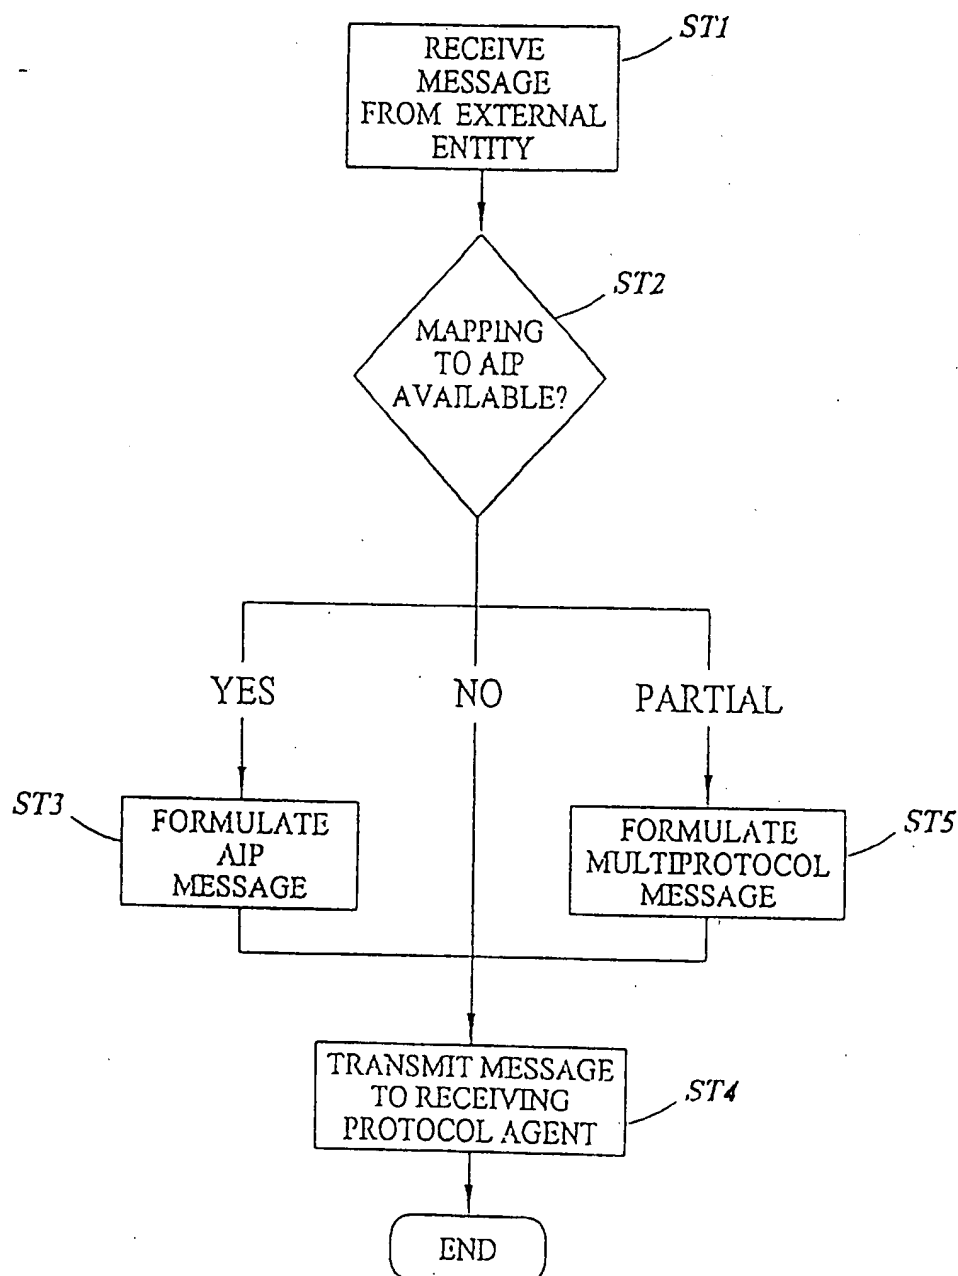 ST1
RECEIVE
MESSAGE
FROM EXTERNAL
ENTITY
ST2
MAPPING
TO AIP
AVAILABLE?
YES
NO
PARTIAL
ST3
FORMULATE
AIP
MESSAGE
ST5
FORMULATE
MULTIPROTOCOL
MESSAGE
TRANSMIT MESSAGE
TO RECEIVING
PROTOCOL AGENT
ST4
END